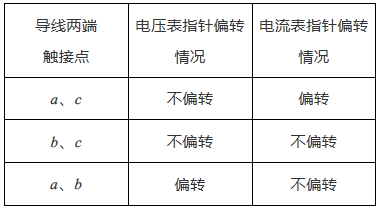 导线两端 电压表指针偏转 电流表指针偏转
触接点 情况 情况
a、c 不偏转 偏转
b、c 不偏转 不偏转
a、b 偏转 不偏转